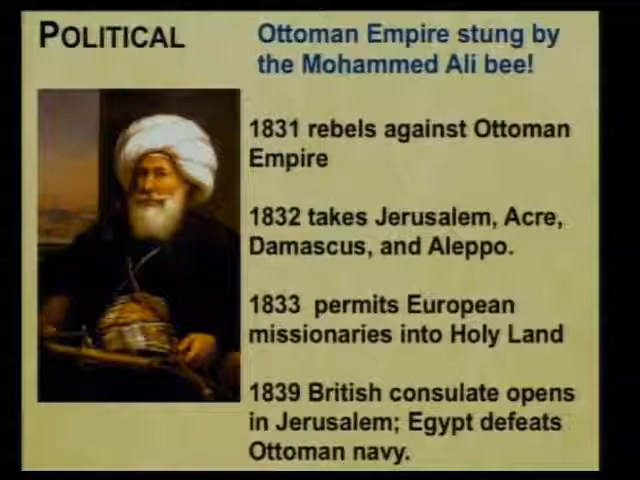 POLITICAL
Ottoman Empire stung by
the Mohammed Ali bee!
1831 rebels against Ottoman
Empire
1832 takes Jerusalem, Acre,
Damascus, and Aleppo.
1833 permits European
missionaries into Holy Land
1839 British consulate opens
in Jerusalem; Egypt defeats
Ottoman navy.